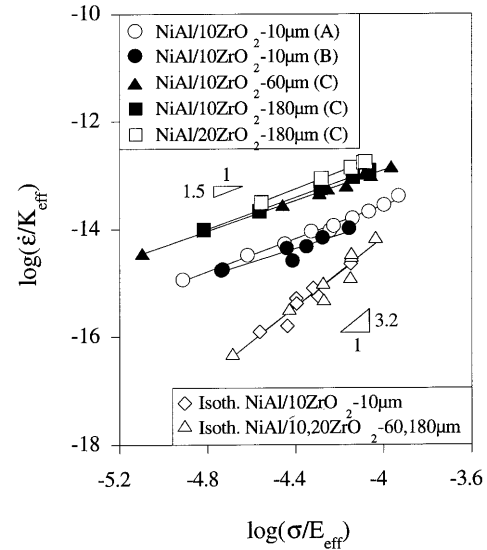 -10
NiAl/10ZrO2-10μm (A)
NiAl/10ZrO2-10μm (B)
NiAl/10ZrO2-60μm (C)
NiAl/10ZrO2-180μm (C)
NiAl/20ZrO2-180μm (C)
-12
1
1.5
log(ε̇/Keff)
-14
-16
3.2
1
Isoth. NiAl/10ZrO2-10μm
Isoth. NiAl/10,20ZrO2-60,180μm
-18
-5.2 -4.8 -4.4 -4 -3.6
log(σ/Eeff)